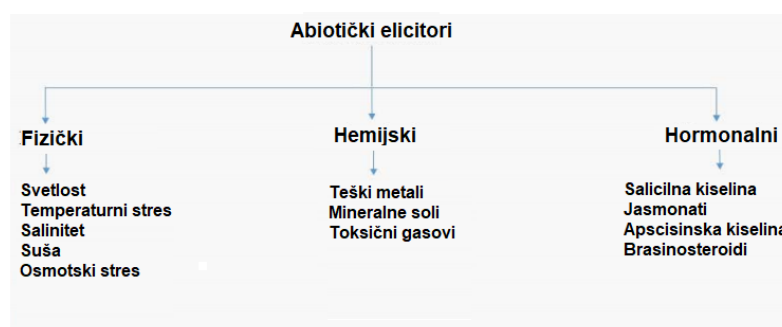 Abiotički elicitori
Fizički
Svetlost
Temperaturni stres
Salinitet
Suša
Osmotski stres
Hemijski
Teški metali
Mineralne soli
Toksični gasovi
Hormonalni
Salicilna kiselina
Jasmonati
Apscisinska kiselina
Brasinosteroidi